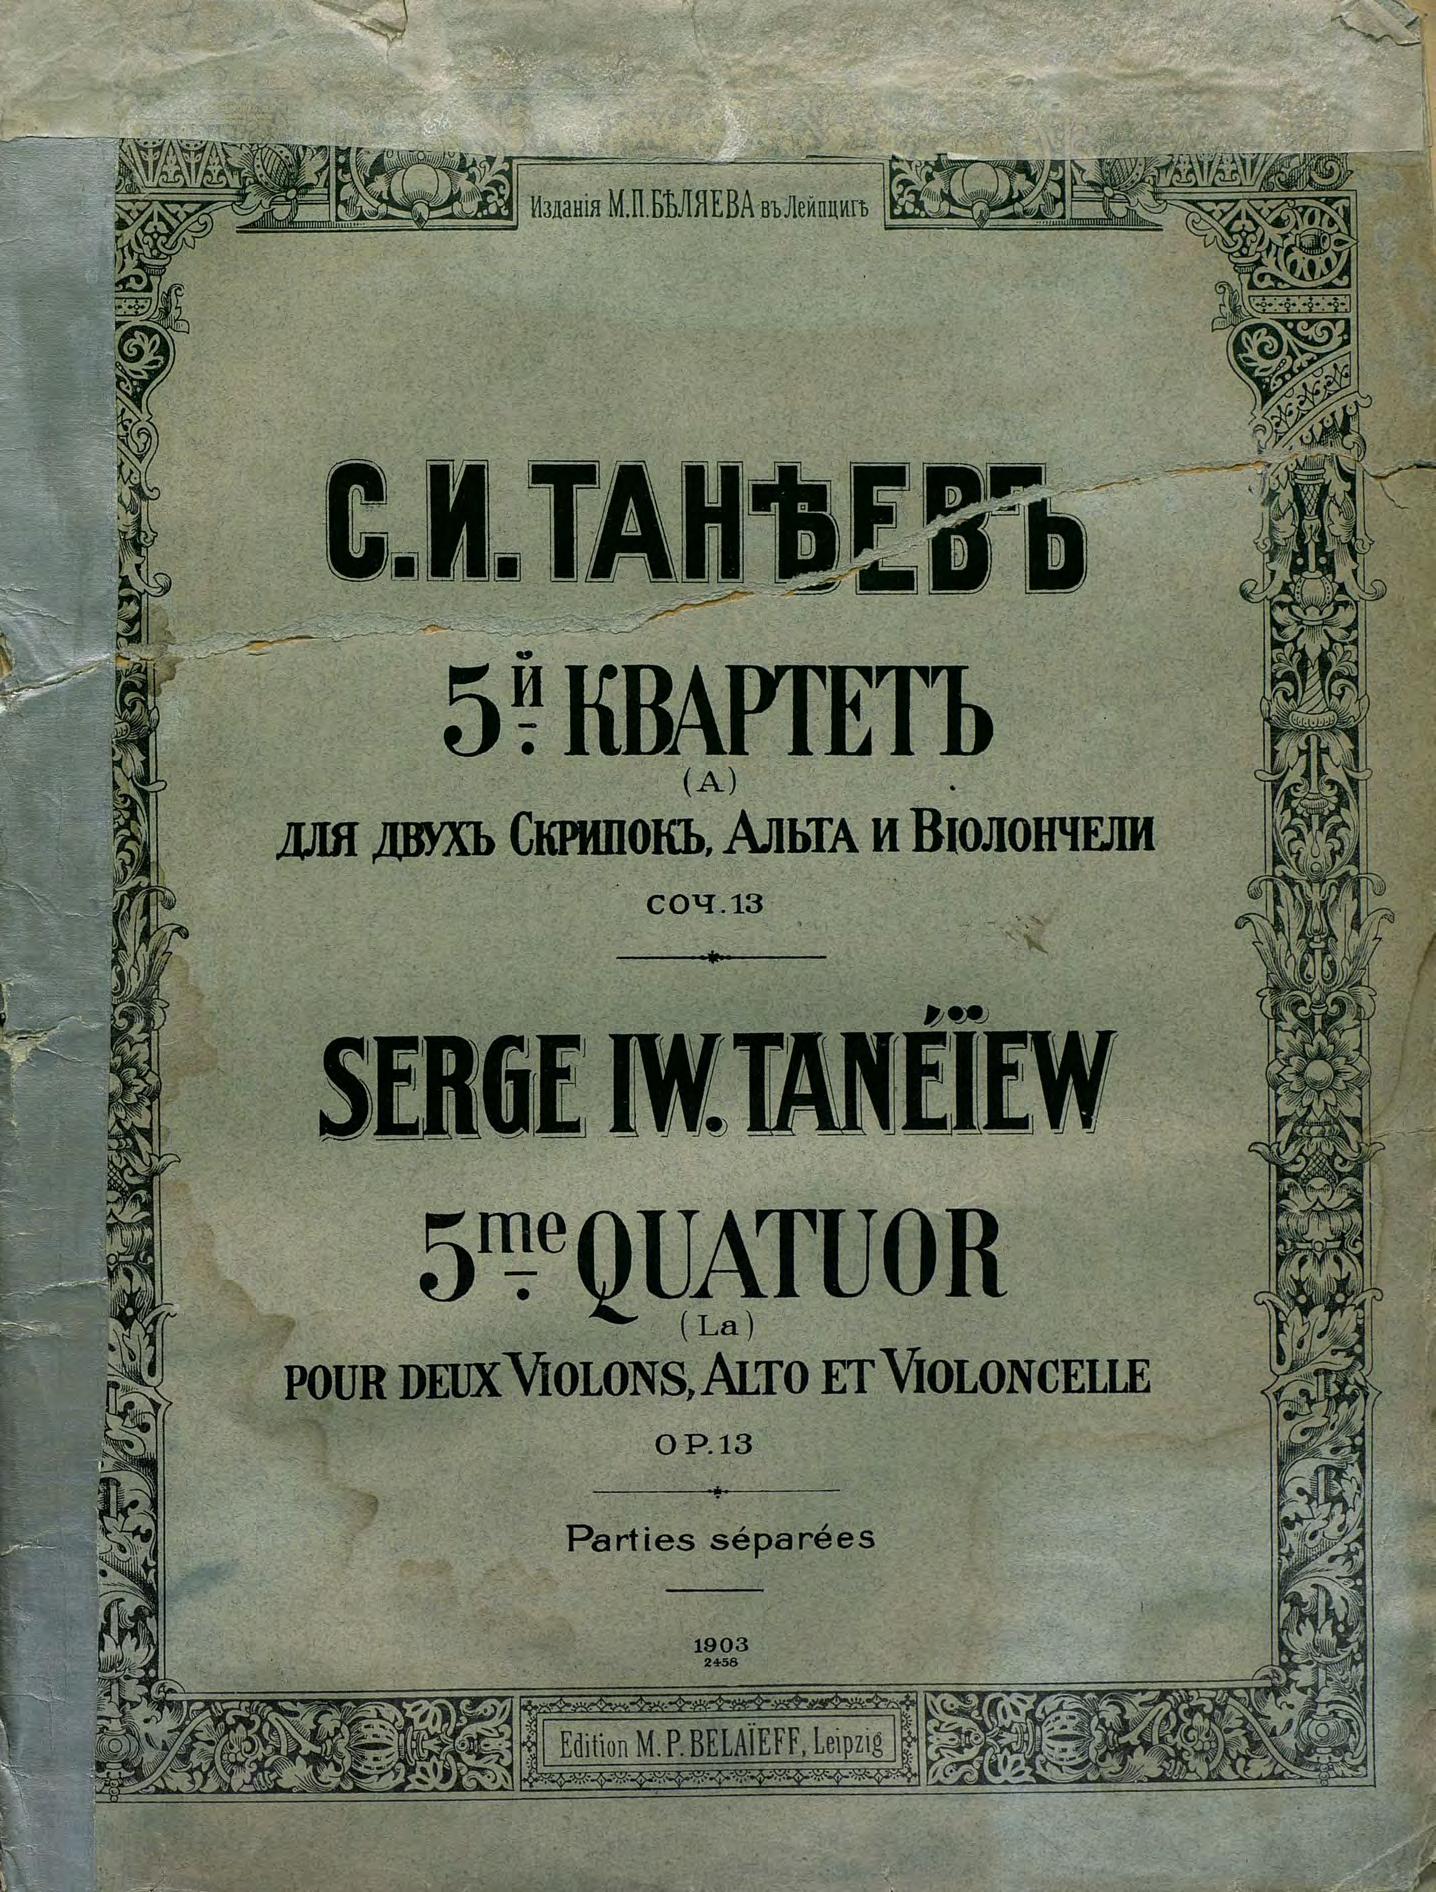 Изданія М.П.БѢЛЯЕВА въ Лейпцигѣ
С.И.ТАНѢЕВЪ
5й КВАРТЕТЪ
(A)
для двухъ Скрипокъ, Альта и Віолончели
СОЧ.13
SERGE IW. TANÉÏEW
5me QUATUOR
(La)
POUR DEUX VIOLONS, ALTO ET VIOLONCELLE
OP.13
Parties séparées
1903
2458
Edition M. P. BELAÏEFF, Leipzig